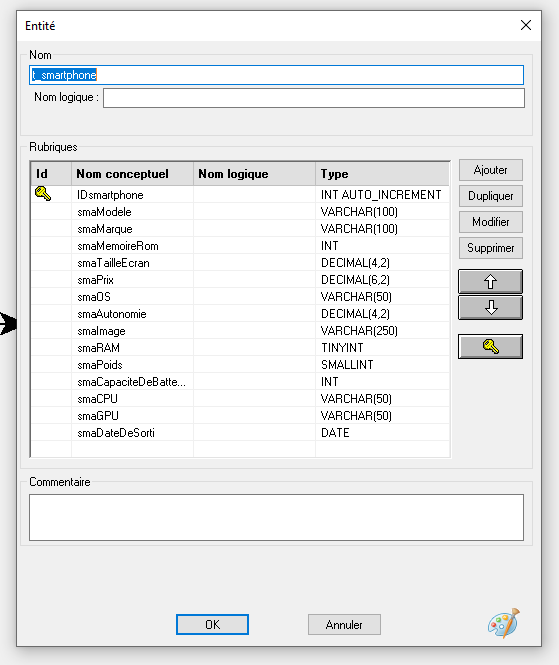 Entité
Nom
t_smartphone
Nom logique :
Rubriques
Id Nom conceptuel Nom logique Type
IDsmartphone INT AUTO_INCREMENT
smaModele VARCHAR(100)
smaMarque VARCHAR(100)
smaMemoireRom INT
smaTailleEcran DECIMAL(4,2)
smaPrix DECIMAL(6,2)
smaOS VARCHAR(50)
smaAutonomie DECIMAL(4,2)
smaImage VARCHAR(250)
smaRAM TINYINT
smaPoids SMALLINT
smaCapaciteDeBatte... INT
smaCPU VARCHAR(50)
smaGPU VARCHAR(50)
smaDateDeSorti DATE
Ajouter
Dupliquer
Modifier
Supprimer
Commentaire
OK Annuler